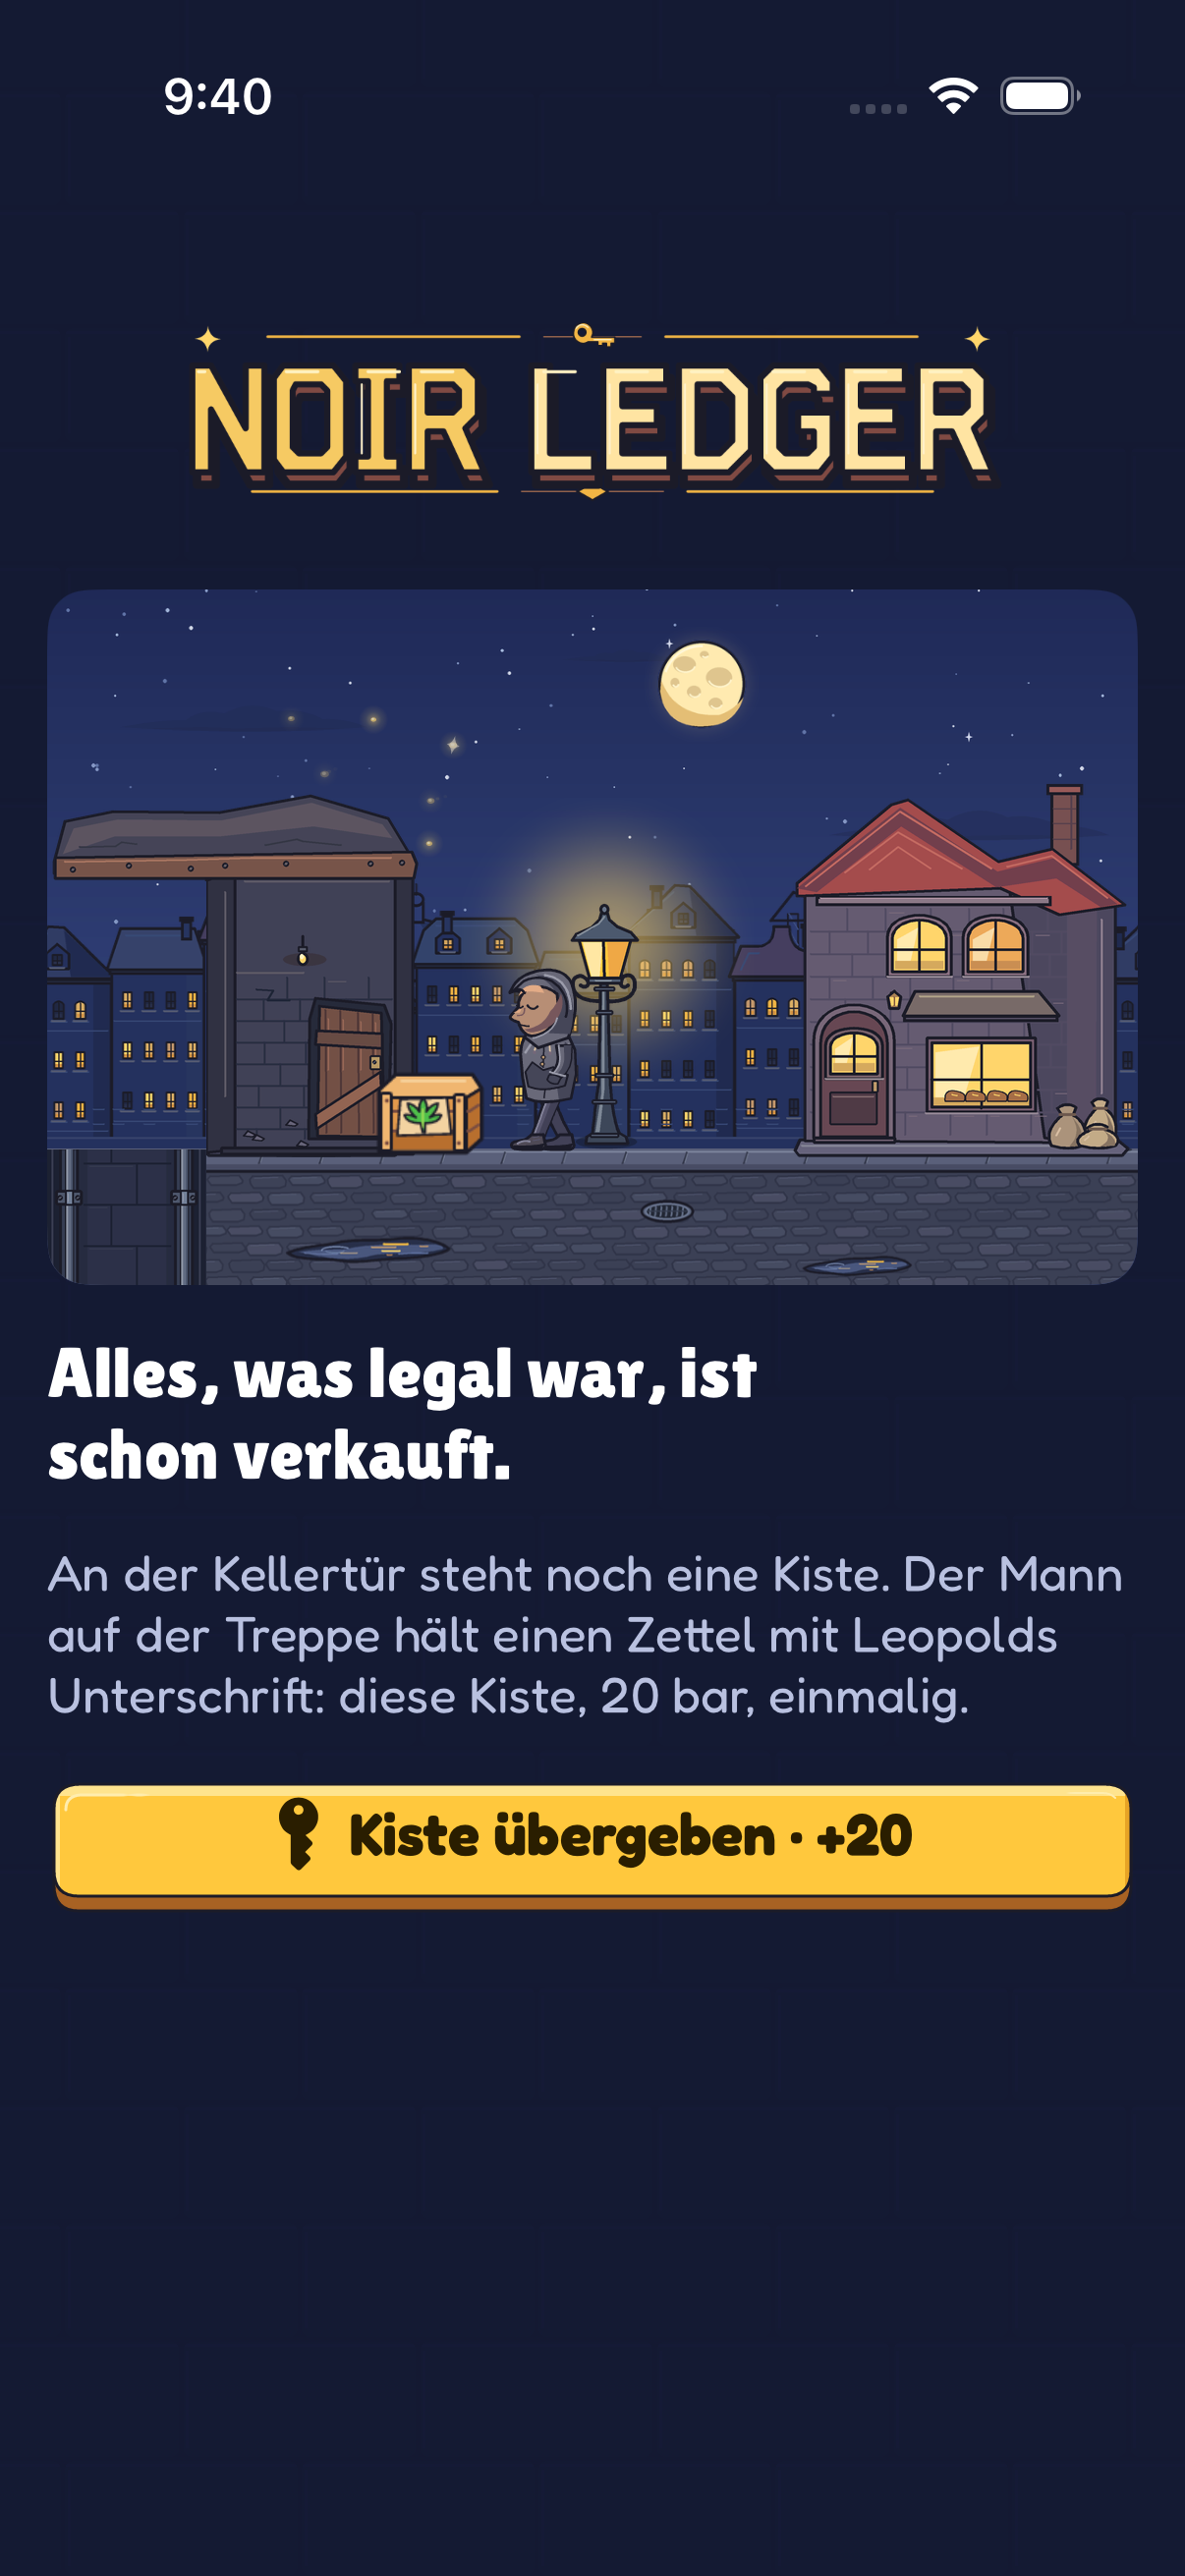 9:40
NOIR LEDGER
Alles, was legal war, ist
schon verkauft.
An der Kellertür steht noch eine Kiste. Der Mann
auf der Treppe hält einen Zettel mit Leopolds
Unterschrift: diese Kiste, 20 bar, einmalig.
Kiste übergeben · +20